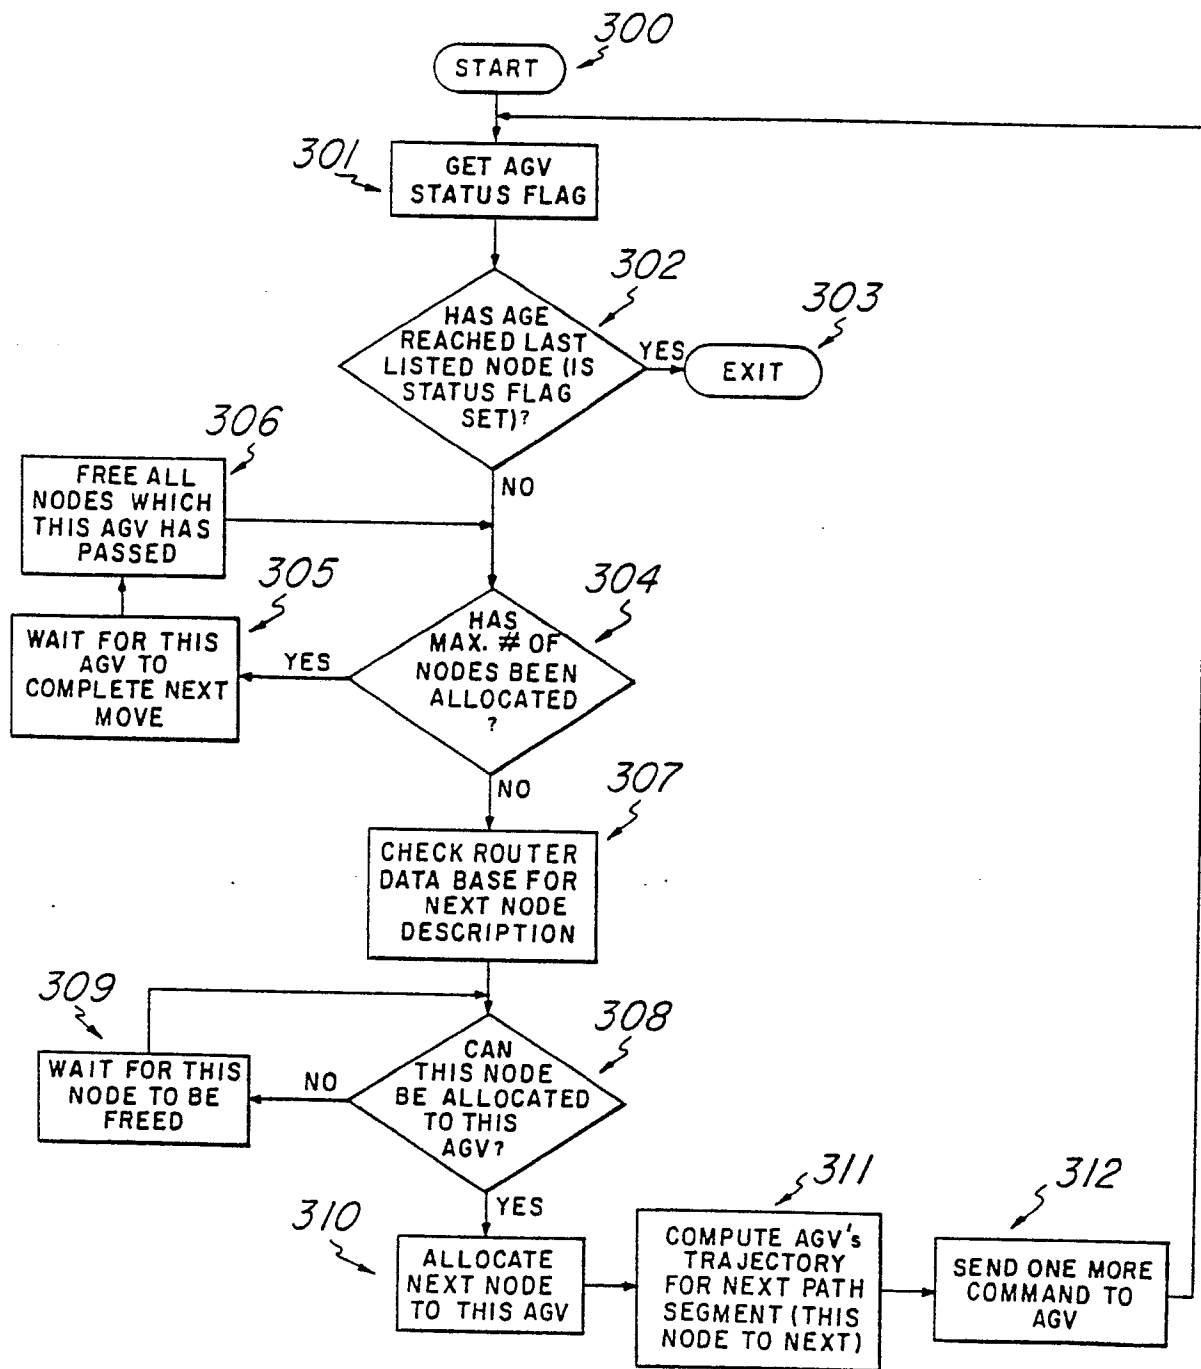 300
START
301
GET AGV
STATUS FLAG
302
HAS AGE
REACHED LAST
LISTED NODE (IS
STATUS FLAG
SET)?
YES
303
EXIT
NO
306
FREE ALL
NODES WHICH
THIS AGV HAS
PASSED
305
WAIT FOR THIS
AGV TO
COMPLETE NEXT
MOVE
YES
304
HAS
MAX. # OF
NODES BEEN
ALLOCATED
?
NO
307
CHECK ROUTER
DATA BASE FOR
NEXT NODE
DESCRIPTION
309
WAIT FOR THIS
NODE TO BE
FREED
NO
308
CAN
THIS NODE
BE ALLOCATED
TO THIS
AGV?
YES
310
ALLOCATE
NEXT NODE
TO THIS AGV
311
COMPUTE AGV's
TRAJECTORY
FOR NEXT PATH
SEGMENT (THIS
NODE TO NEXT)
312
SEND ONE MORE
COMMAND TO
AGV